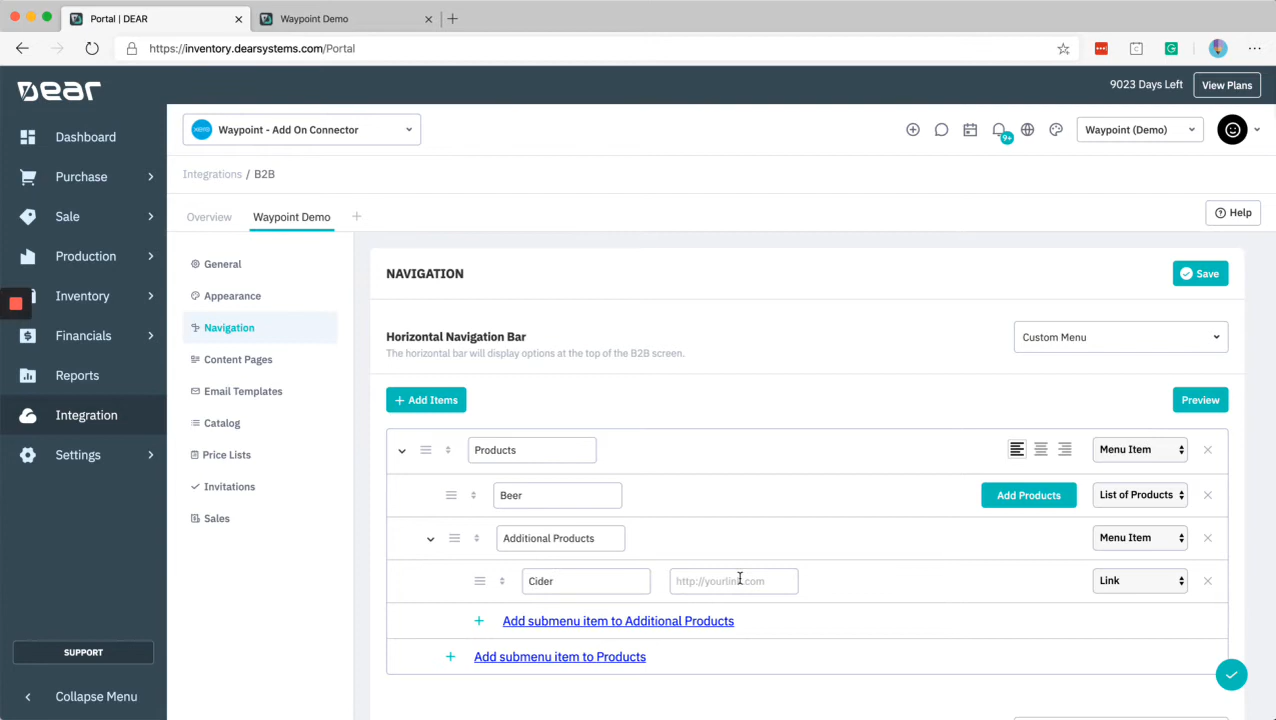 Portal | DEAR
Waypoint Demo
https://inventory.dearsystems.com/Portal
Dear
9023 Days Left
View Plans
Dashboard
Purchase
Sale
Production
Inventory
Financials
Reports
Integration
Settings
SUPPORT
Collapse Menu
xero
Waypoint - Add On Connector
9+
Waypoint (Demo)
Integrations / B2B
Overview
Waypoint Demo
Help
General
Appearance
Navigation
Content Pages
Email Templates
Catalog
Price Lists
Invitations
Sales
NAVIGATION
Save
Horizontal Navigation Bar
The horizontal bar will display options at the top of the B2B screen.
Custom Menu
+ Add Items
Preview
Products
Menu Item
Beer
Add Products
List of Products
Additional Products
Menu Item
Cider
http://yourlink.com
Link
+ Add submenu item to Additional Products
+ Add submenu item to Products